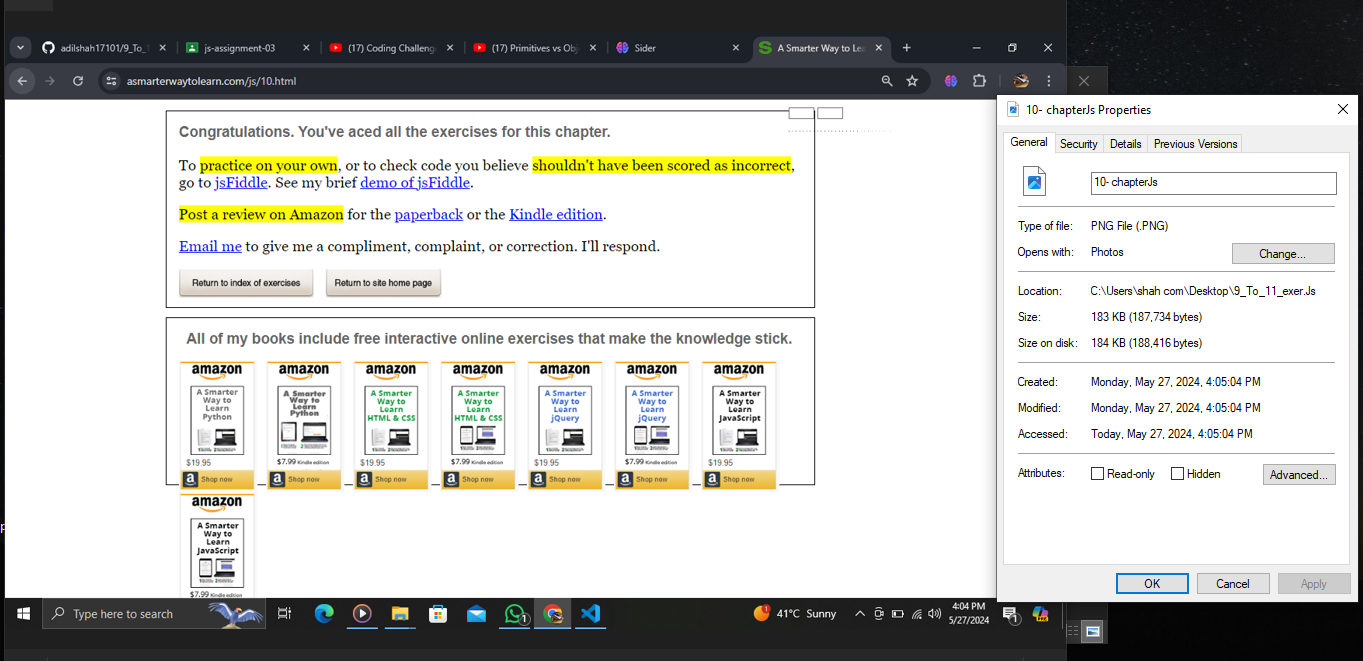 adilshah17101/9_To_1
js-assignment-03
(17) Coding Challeng
(17) Primitives vs Obj
Sider
A Smarter Way to Lea
asmarterwaytolearn.com/js/10.html
Congratulations. You've aced all the exercises for this chapter.
To practice on your own, or to check code you believe shouldn't have been scored as incorrect,
go to jsFiddle. See my brief demo of jsFiddle.
Post a review on Amazon for the paperback or the Kindle edition.
Email me to give me a compliment, complaint, or correction. I'll respond.
Return to index of exercises
Return to site home page
All of my books include free interactive online exercises that make the knowledge stick.
amazon
A Smarter
Way to
Learn
Python
$19.95
a Shop now
amazon
A Smarter
Way to
Learn
Python
$7.99 Kindle edition
a Shop now
amazon
A Smarter
Way to
Learn
HTML & CSS
$19.95
a Shop now
amazon
A Smarter
Way to
Learn
HTML & CSS
$7.99 Kindle edition
a Shop now
amazon
A Smarter
Way to
Learn
jQuery
$19.95
a Shop now
amazon
A Smarter
Way to
Learn
jQuery
$7.99 Kindle edition
a Shop now
amazon
A Smarter
Way to
Learn
JavaScript
$19.95
a Shop now
amazon
A Smarter
Way to
Learn
JavaScript
$7.99 Kindle edition
Type here to search
1
1
41°C Sunny
4:04 PM
5/27/2024
1
10- chapterJs Properties
General
Security
Details
Previous Versions
10- chapterJs
Type of file: PNG File (.PNG)
Opens with: Photos
Change...
Location: C:\Users\shah com\Desktop\9_To_11_exer.Js
Size: 183 KB (187,734 bytes)
Size on disk: 184 KB (188,416 bytes)
Created: Monday, May 27, 2024, 4:05:04 PM
Modified: Monday, May 27, 2024, 4:05:04 PM
Accessed: Today, May 27, 2024, 4:05:04 PM
Attributes: Read-only Hidden
Advanced...
OK
Cancel
Apply